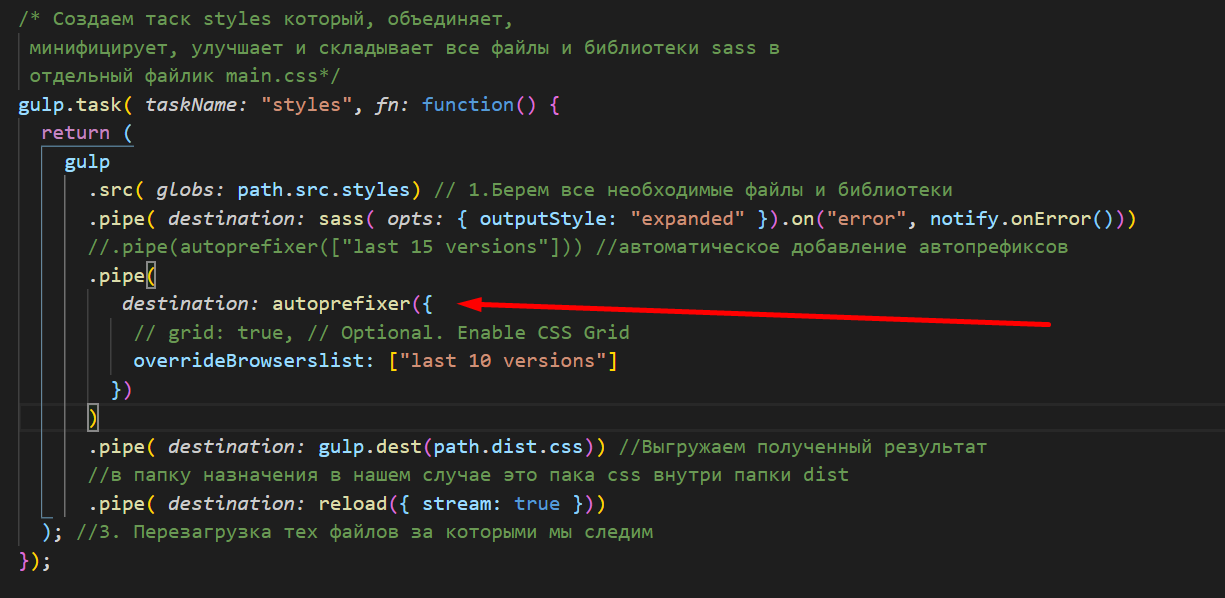 /* Создаем таск styles который, объединяет,
минифицирует, улучшает и складывает все файлы и библиотеки sass в
отдельный файлик main.css*/
gulp.task( taskName: "styles", fn: function() {
return (
gulp
.src( globs: path.src.styles) // 1.Берем все необходимые файлы и библиотеки
.pipe( destination: sass( opts: { outputStyle: "expanded" }).on("error", notify.onError()))
//.pipe(autoprefixer(["last 15 versions"])) //автоматическое добавление автопрефиксов
.pipe(
destination: autoprefixer({
// grid: true, // Optional. Enable CSS Grid
overrideBrowserslist: ["last 10 versions"]
})
)
.pipe( destination: gulp.dest(path.dist.css)) //Выгружаем полученный результат
//в папку назначения в нашем случае это пака css внутри папки dist
.pipe( destination: reload({ stream: true }))
); //3. Перезагрузка тех файлов за которыми мы следим
});